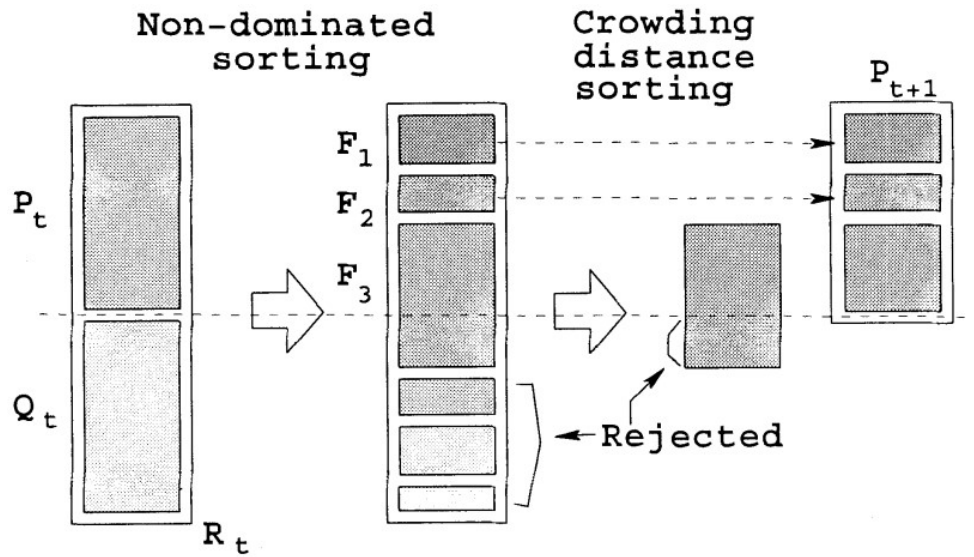 Non-dominated
sorting
Crowding
distance
sorting
P t+1
F 1
P t
F 2
F 3
Q t
Rejected
R t